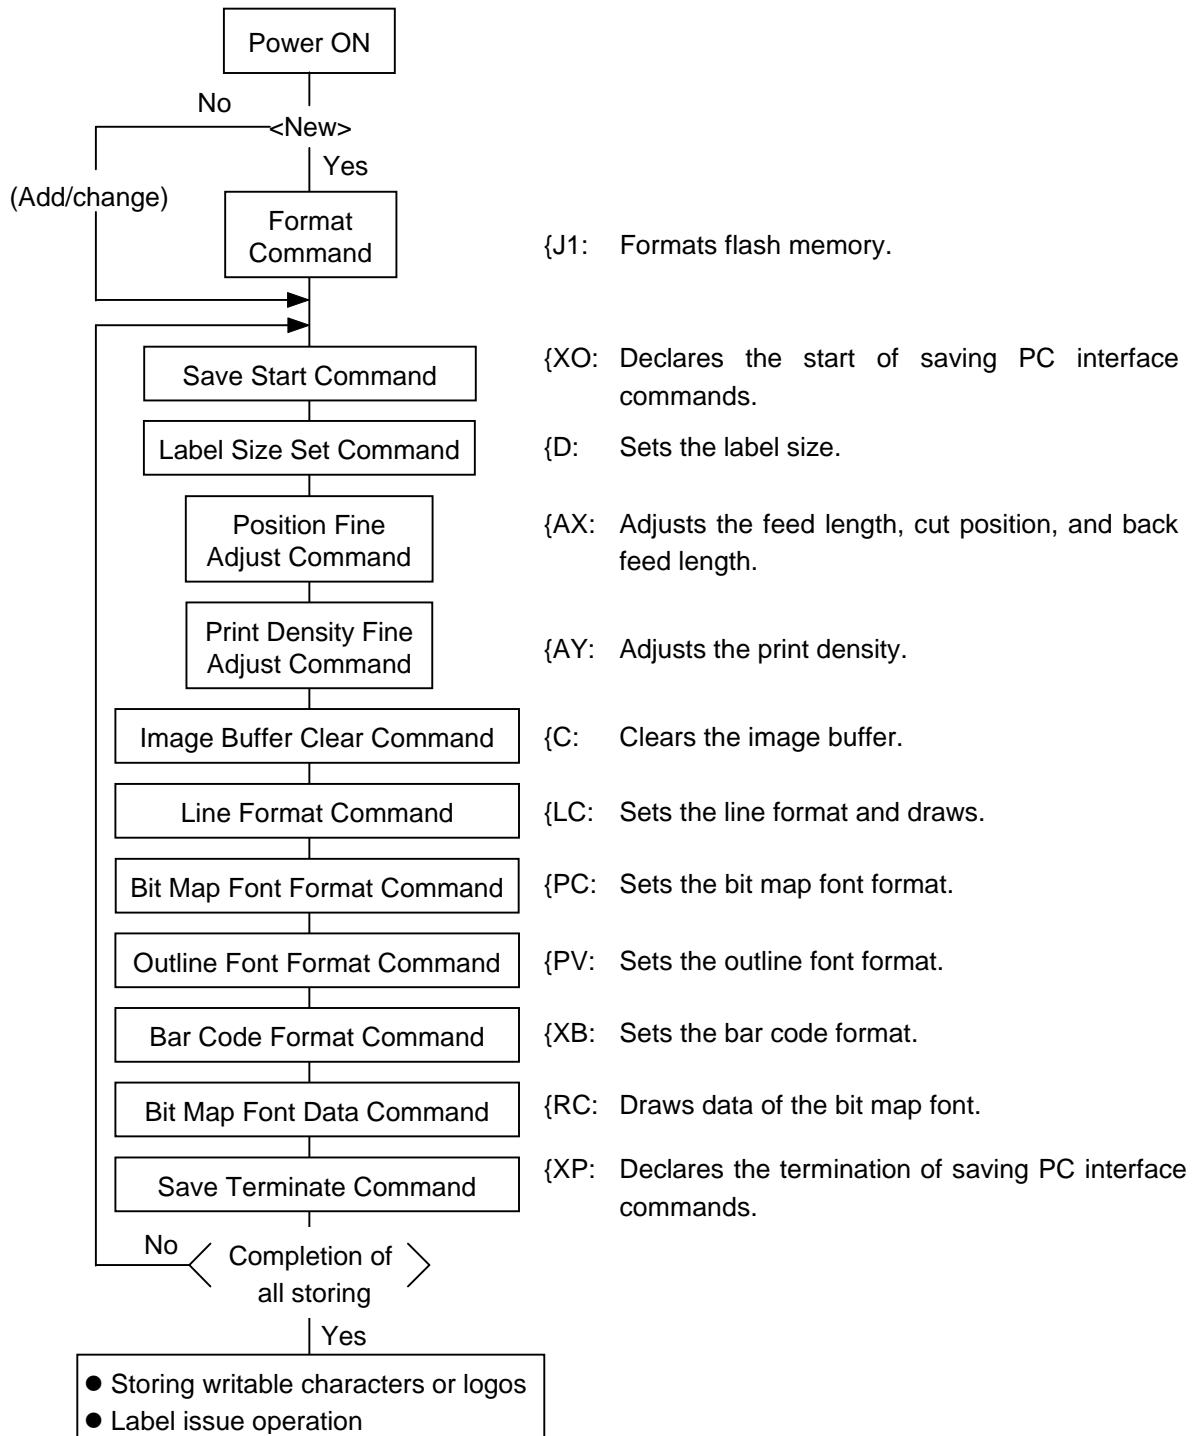 Power ON
No
<New>
Yes
(Add/change)
Format
Command
{J1: Formats flash memory.
Save Start Command
{XO: Declares the start of saving PC interface
commands.
Label Size Set Command
{D: Sets the label size.
Position Fine
Adjust Command
{AX: Adjusts the feed length, cut position, and back
feed length.
Print Density Fine
Adjust Command
{AY: Adjusts the print density.
Image Buffer Clear Command
{C: Clears the image buffer.
Line Format Command
{LC: Sets the line format and draws.
Bit Map Font Format Command
{PC: Sets the bit map font format.
Outline Font Format Command
{PV: Sets the outline font format.
Bar Code Format Command
{XB: Sets the bar code format.
Bit Map Font Data Command
{RC: Draws data of the bit map font.
Save Terminate Command
{XP: Declares the termination of saving PC interface
commands.
No
Completion of
all storing
Yes
● Storing writable characters or logos
● Label issue operation